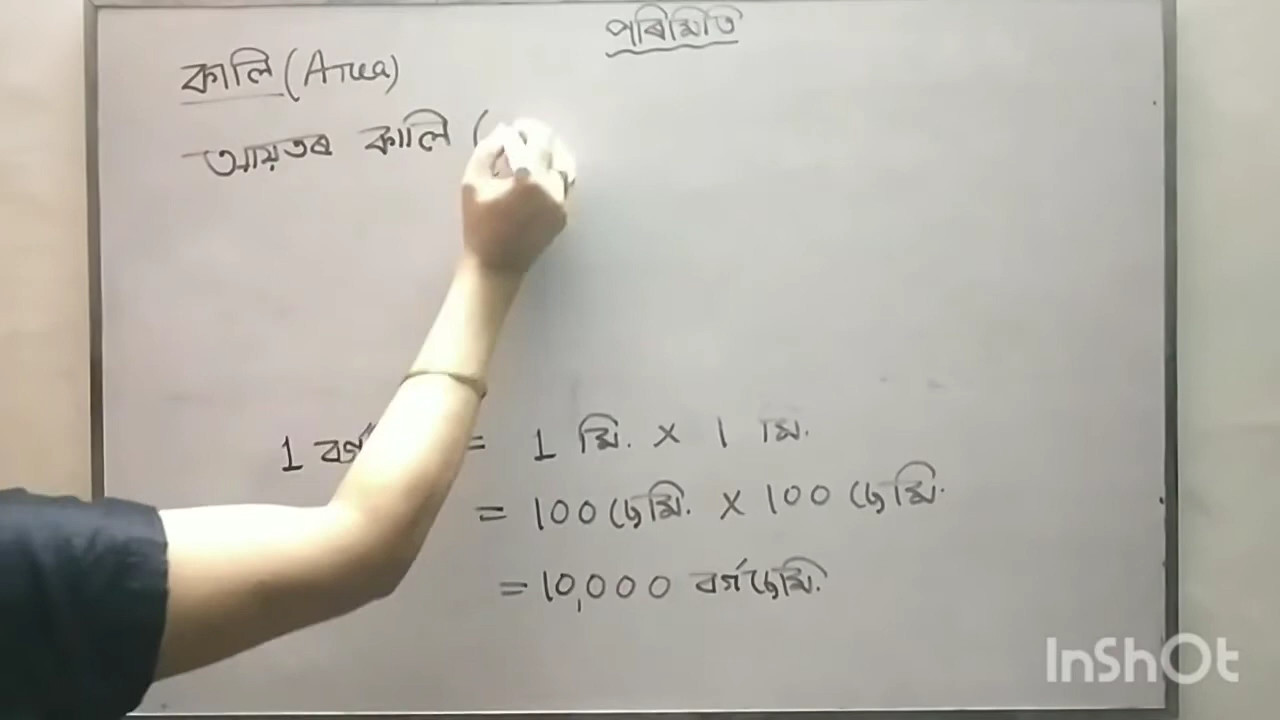 পৰিমিতি
কালি (Area)
আয়তৰ কালি (
1 বৰ্গ = 1 মি. × 1 মি.
= 100 ছেমি. × 100 ছেমি.
= 10,000 বৰ্গছেমি.
InShOt